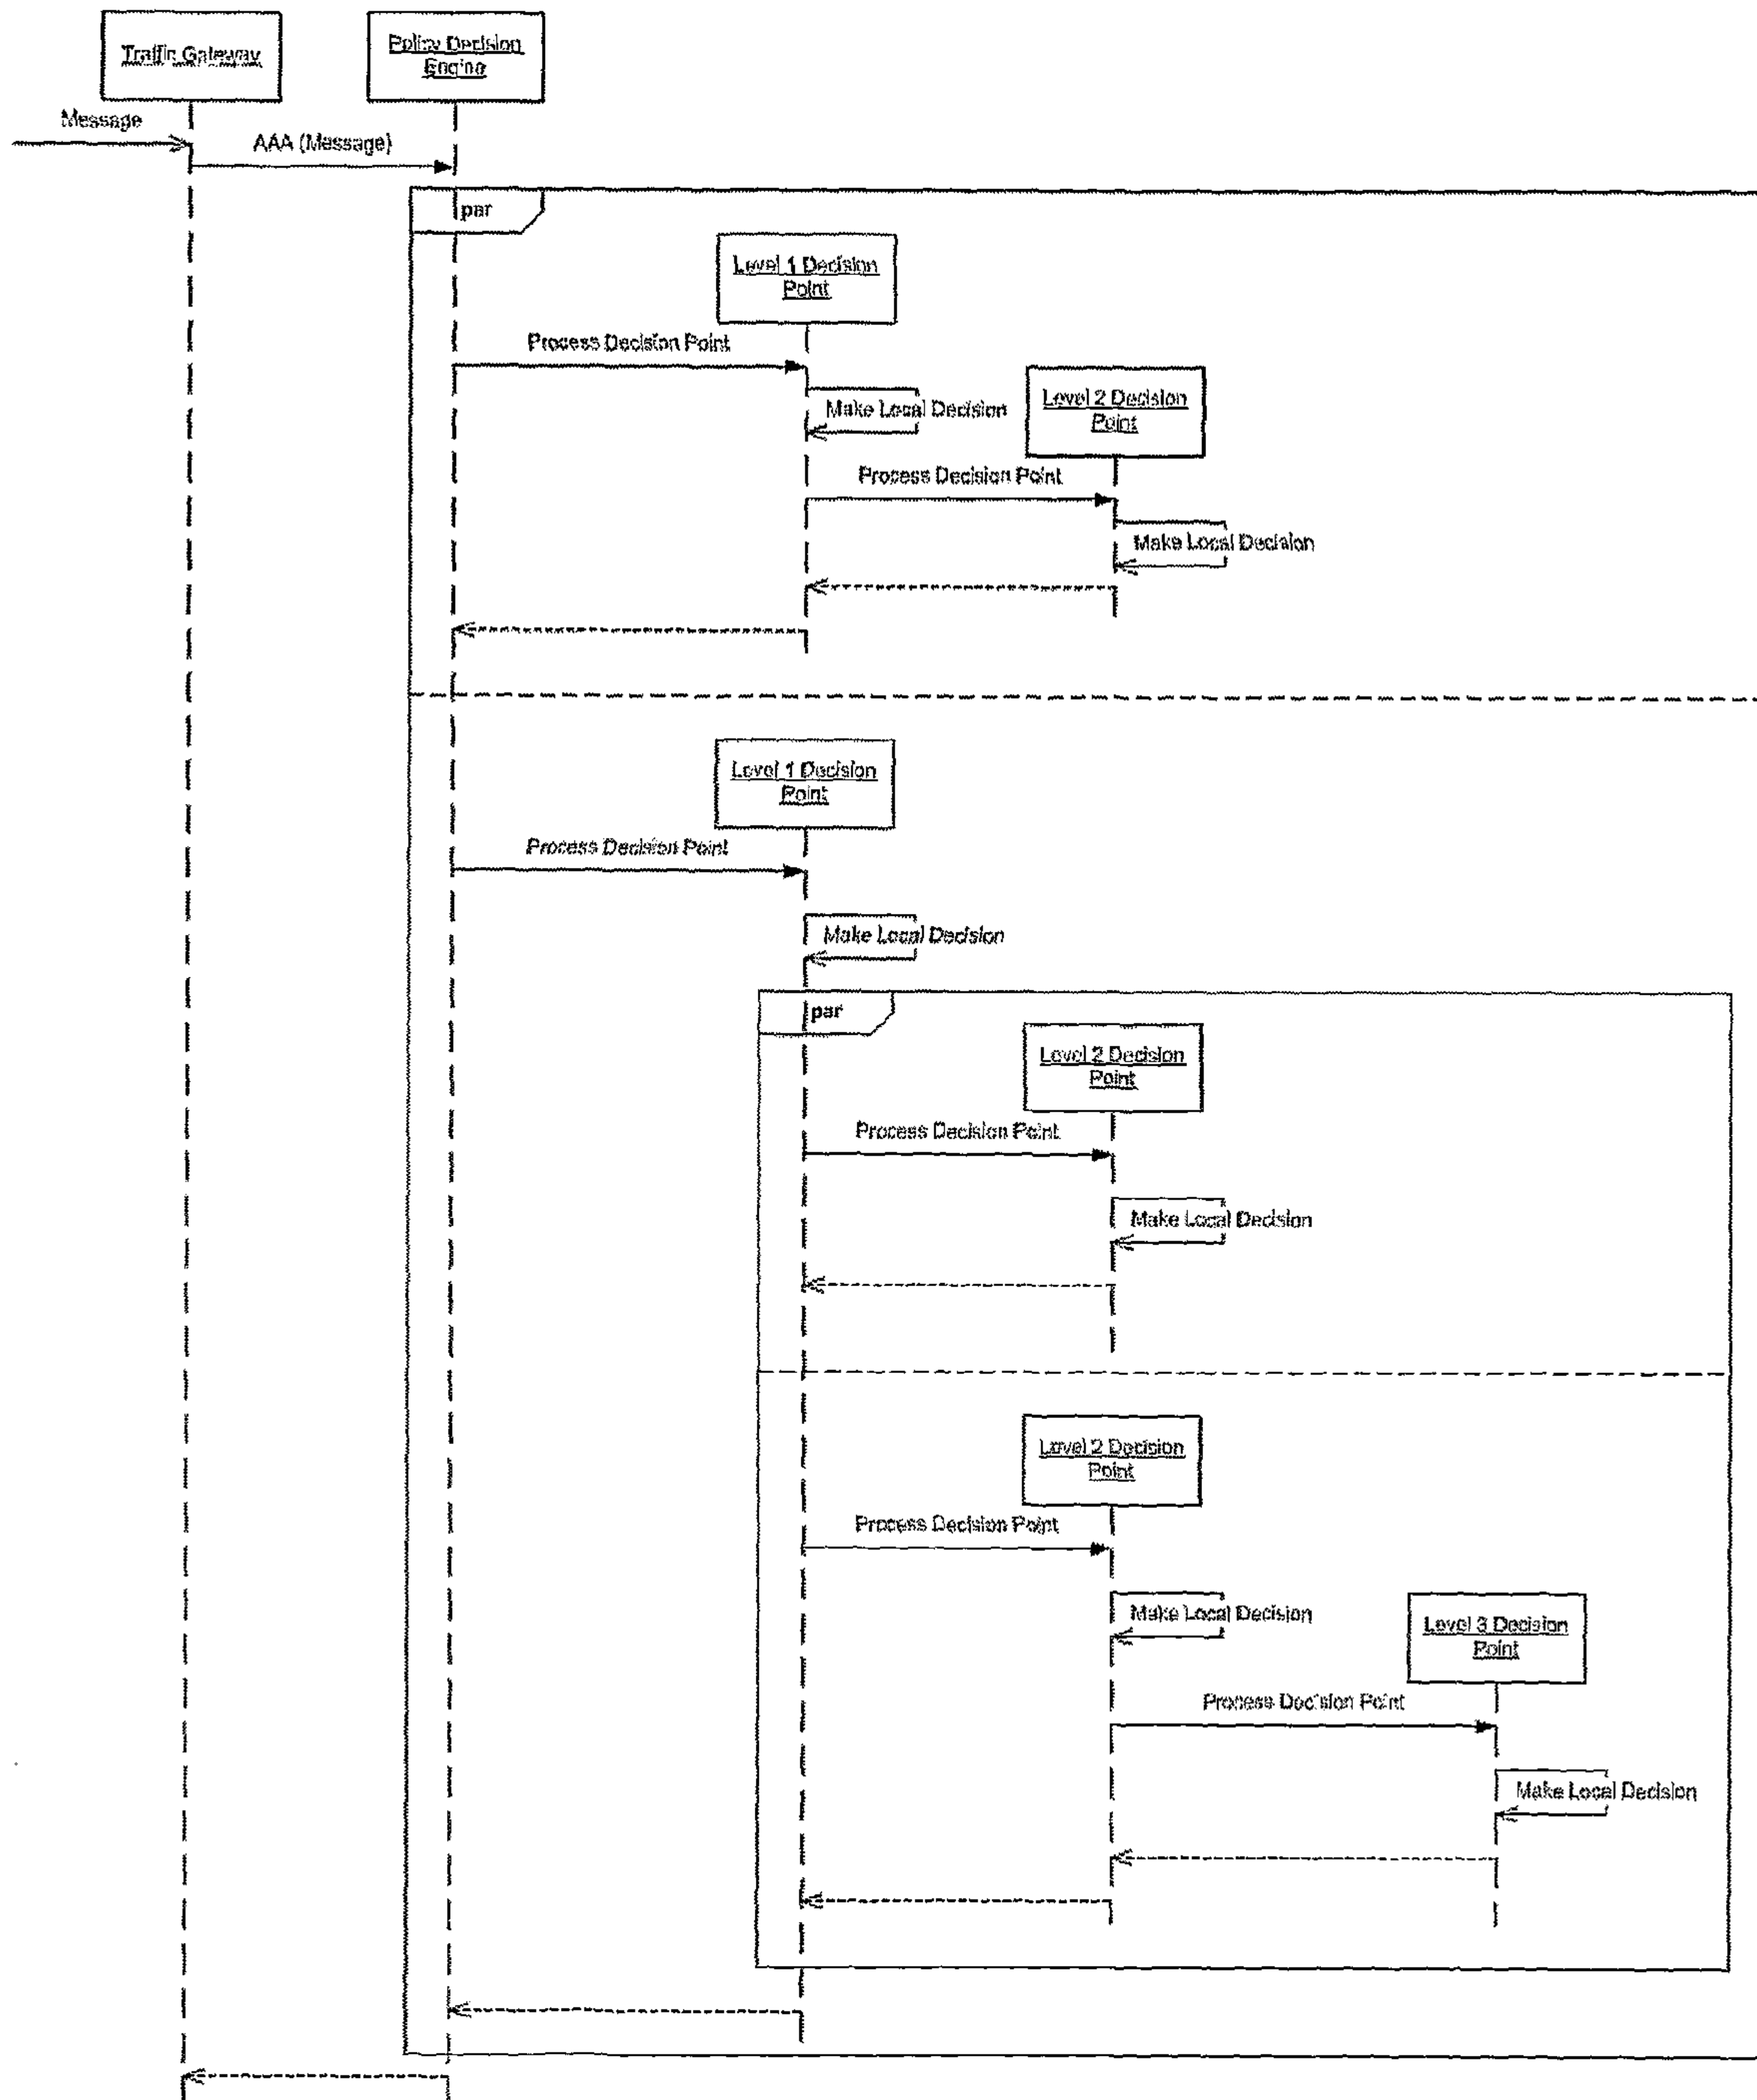 Traffic Gateway
Policy Decision
Engine
Message
AAA (Message)
par
Level 1 Decision
Point
Process Decision Point
Make Local Decision
Level 2 Decision
Point
Process Decision Point
Make Local Decision
Level 1 Decision
Point
Process Decision Point
Make Local Decision
par
Level 2 Decision
Point
Process Decision Point
Make Local Decision
Level 2 Decision
Point
Process Decision Point
Make Local Decision
Level 3 Decision
Point
Process Decision Point
Make Local Decision